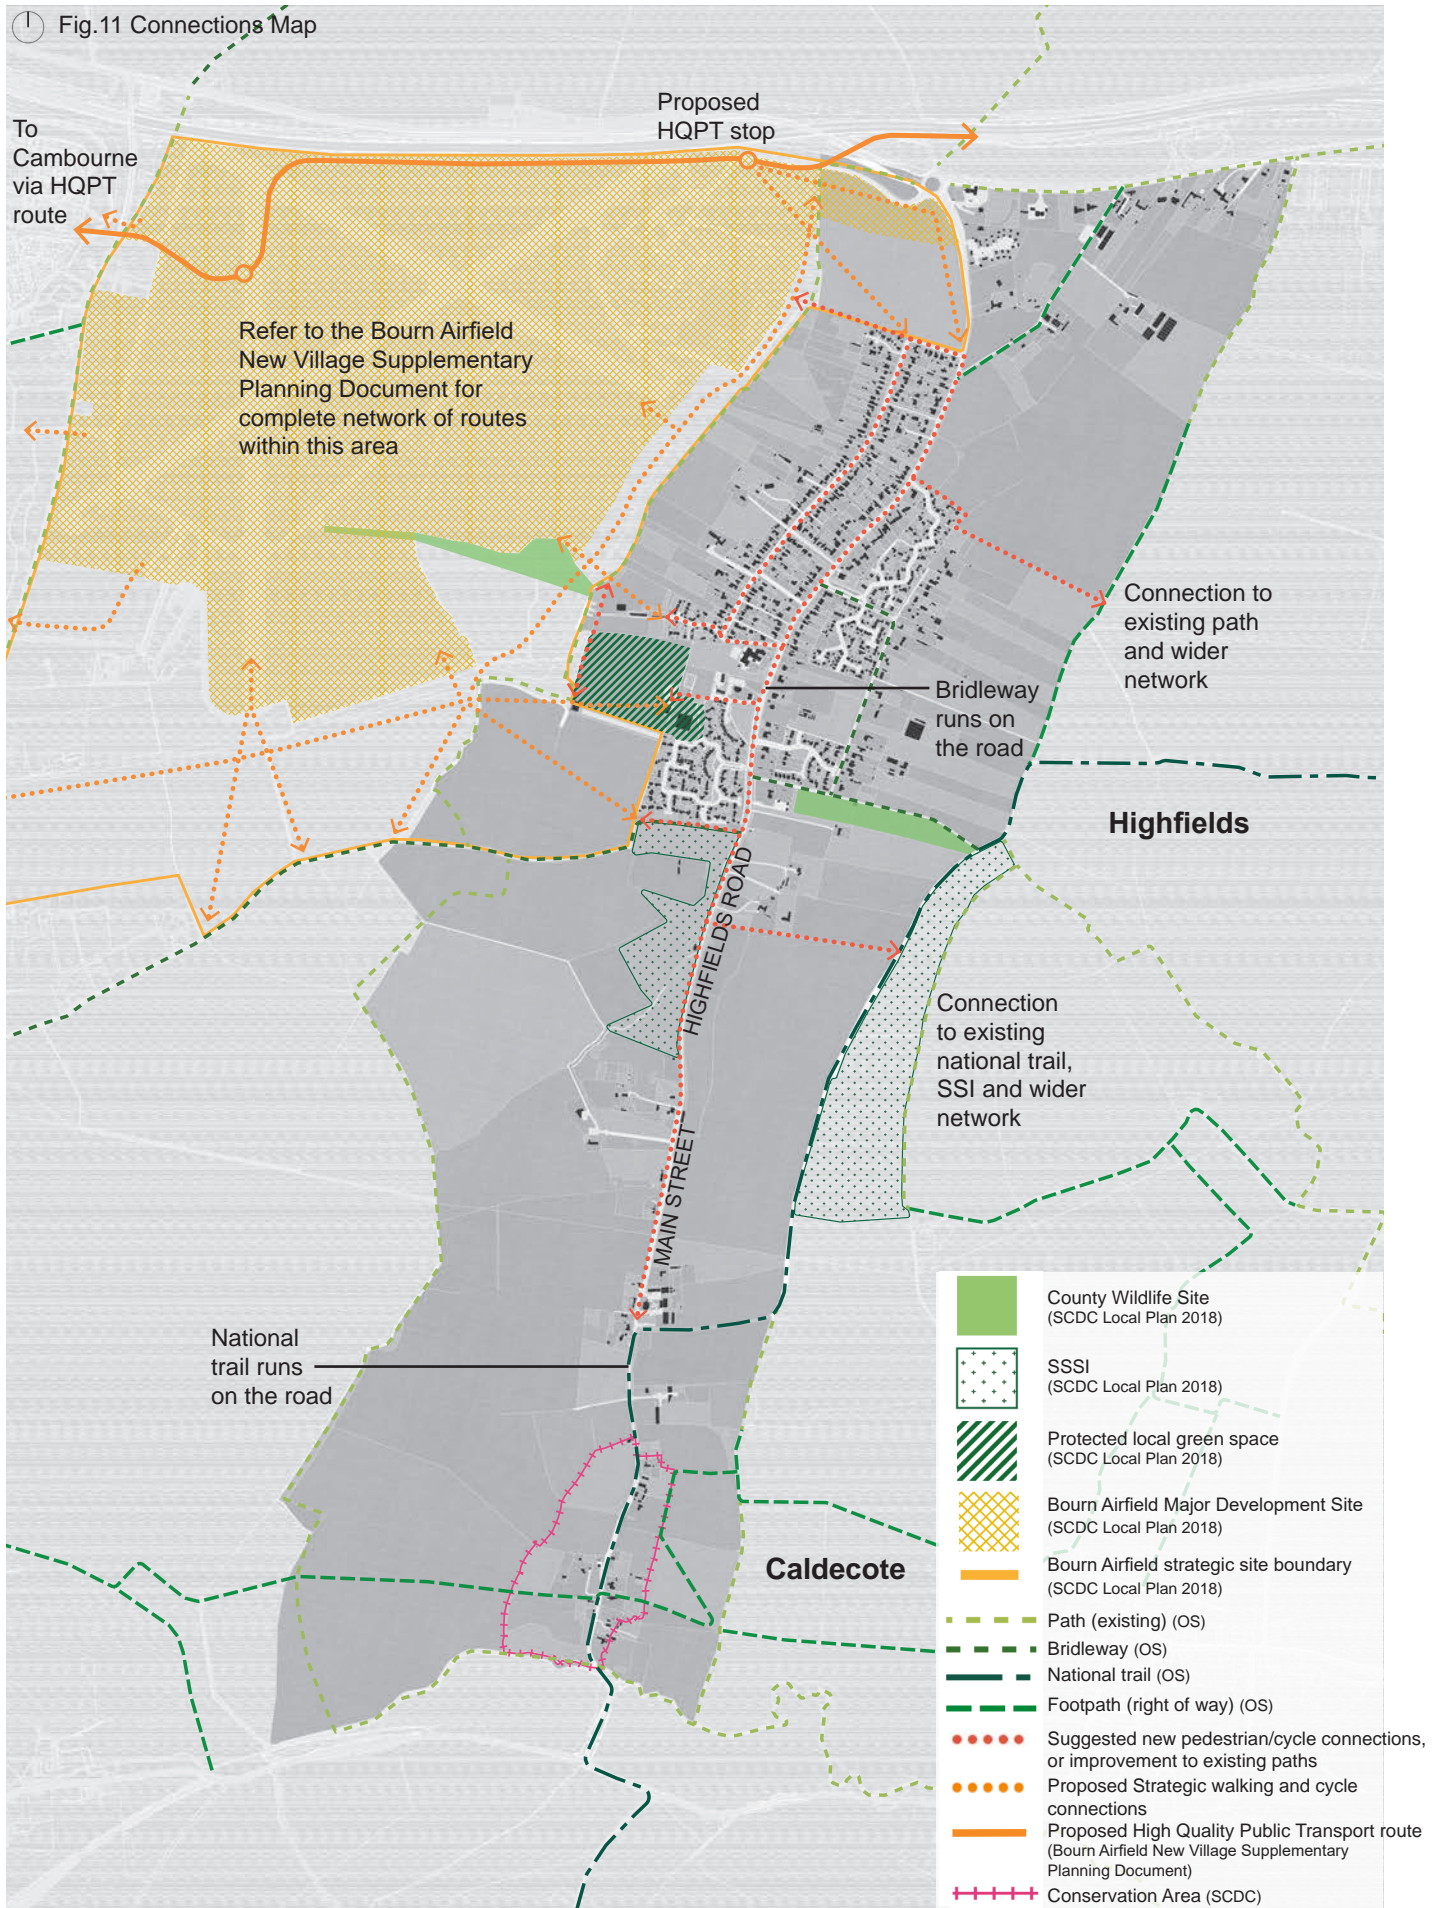 Fig.11 Connections Map
To
Cambourne
via HQPT
route
Proposed
HQPT stop
Refer to the Bourn Airfield
New Village Supplementary
Planning Document for
complete network of routes
within this area
Connection to
existing path
and wider
network
Bridleway
runs on
the road
Highfields
HIGHFIELDS ROAD
Connection
to existing
national trail,
SSI and wider
network
MAIN STREET
National
trail runs
on the road
Caldecote
County Wildlife Site
(SCDC Local Plan 2018)
SSSI
(SCDC Local Plan 2018)
Protected local green space
(SCDC Local Plan 2018)
Bourn Airfield Major Development Site
(SCDC Local Plan 2018)
Bourn Airfield strategic site boundary
(SCDC Local Plan 2018)
Path (existing) (OS)
Bridleway (OS)
National trail (OS)
Footpath (right of way) (OS)
Suggested new pedestrian/cycle connections,
or improvement to existing paths
Proposed Strategic walking and cycle
connections
Proposed High Quality Public Transport route
(Bourn Airfield New Village Supplementary
Planning Document)
Conservation Area (SCDC)